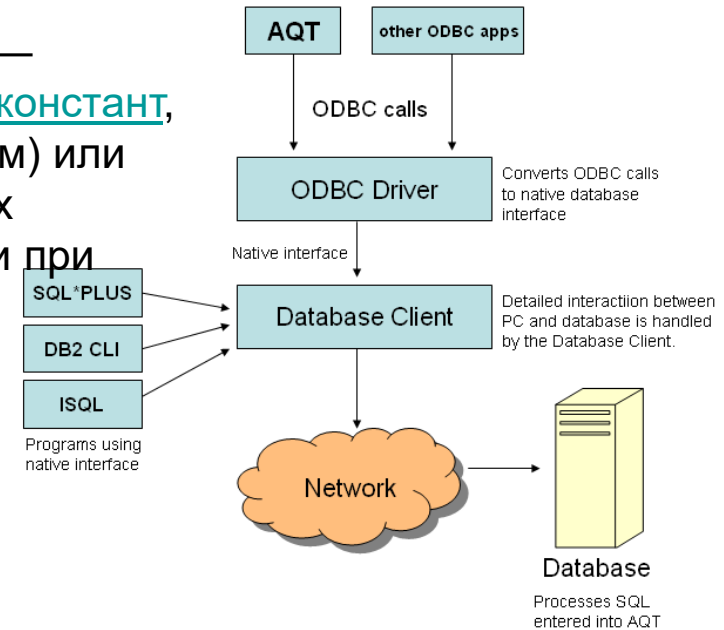 —
констант,
м) или
х
и при
AQT
other ODBC apps
ODBC calls
ODBC Driver
Converts ODBC calls
to native database
interface
Native interface
SQL*PLUS
DB2 CLI
ISQL
Programs using
native interface
Database Client
Detailed interactiion between
PC and database is handled
by the Database Client.
Network
Database
Processes SQL
entered into AQT